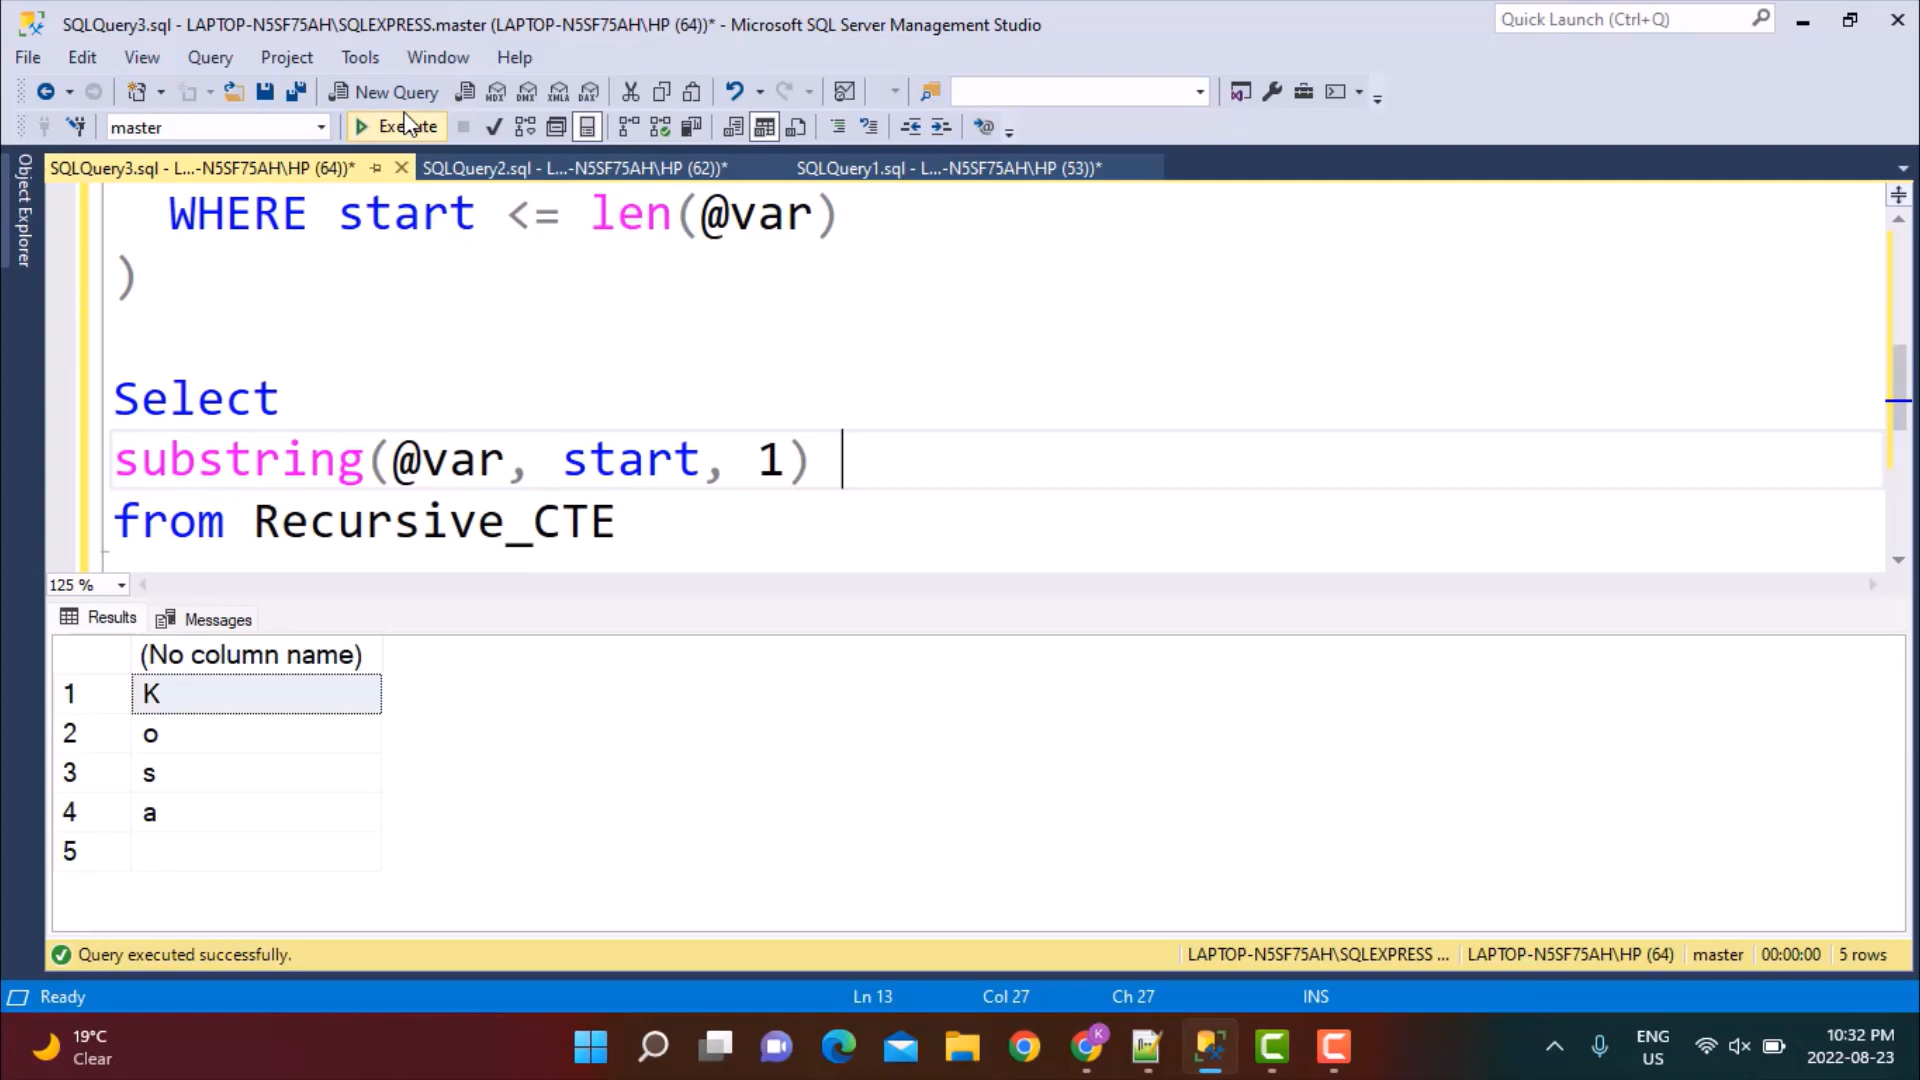 SQLQuery3.sql - LAPTOP-N5SF75AH\SQLEXPRESS.master (LAPTOP-N5SF75AH\HP (64))* - Microsoft SQL Server Management Studio
Quick Launch (Ctrl+Q)
File Edit View Query Project Tools Window Help
New Query MDX DMX XMLA DAX
master Execute
SQLQuery3.sql - L...-N5SF75AH\HP (64))* SQLQuery2.sql - L...-N5SF75AH\HP (62))* SQLQuery1.sql - L...-N5SF75AH\HP (53))*
Object Explorer
WHERE start <= len(@var)
)
Select
substring(@var, start, 1)
from Recursive_CTE
125 %
Results Messages
(No column name)
1 K
2 o
3 s
4 a
5
Query executed successfully. LAPTOP-N5SF75AH\SQLEXPRESS ... LAPTOP-N5SF75AH\HP (64) master 00:00:00 5 rows
Ready Ln 13 Col 27 Ch 27 INS
19°C
Clear
K
ENG
US
10:32 PM
2022-08-23